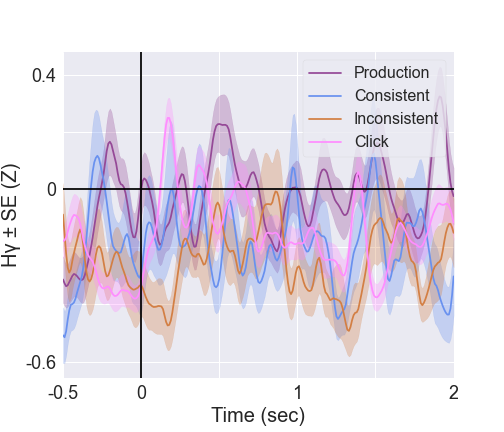 Production
Consistent
Inconsistent
Click
0.4
0
-0.6
Hγ ± SE (Z)
-0.5
0
1
2
Time (sec)